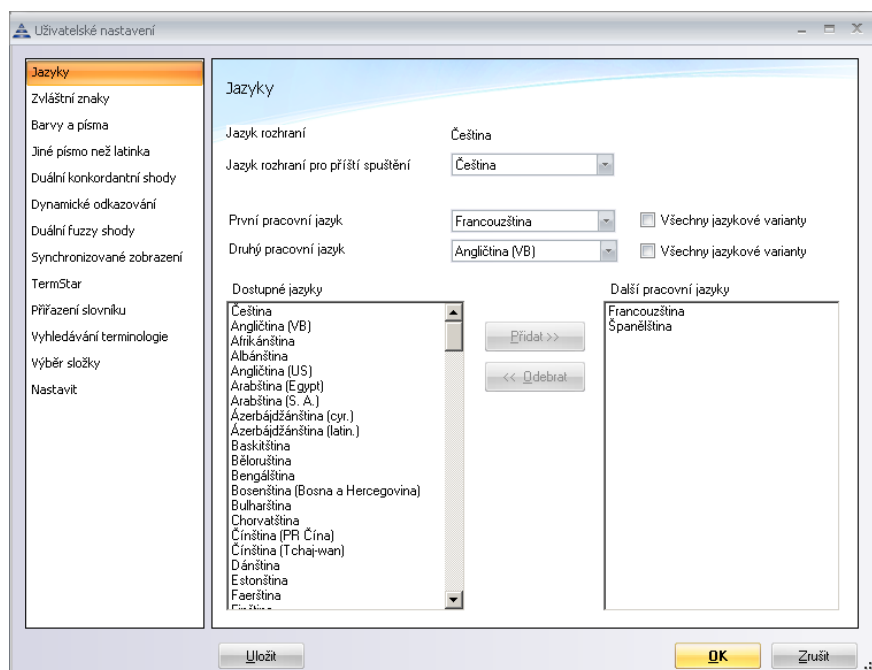 Uživatelské nastavení
Jazyky
Zvláštní znaky
Barvy a písma
Jiné písmo než latinka
Duální konkordantní shody
Dynamické odkazování
Duální fuzzy shody
Synchronizované zobrazení
TermStar
Přiřazení slovníku
Vyhledávání terminologie
Výběr složky
Nastavit
Jazyky
Jazyk rozhraní Čeština
Jazyk rozhraní pro příští spuštění Čeština
První pracovní jazyk Francouzština Všechny jazykové varianty
Druhý pracovní jazyk Angličtina (VB) Všechny jazykové varianty
Dostupné jazyky
Čeština
Angličtina (VB)
Afrikánština
Albánština
Angličtina (US)
Arabština (Egypt)
Arabština (S. A.)
Ázerbájdžánština (cyr.)
Ázerbájdžánština (latin.)
Baskitština
Běloruština
Bengálština
Bosenština (Bosna a Hercegovina)
Bulharština
Chorvatština
Čínština (PR Čína)
Čínština (Tchaj-wan)
Dánština
Estonština
Faerština
Přidat >>
<< Odebrat
Další pracovní jazyky
Francouzština
Španělština
Uložit
OK
Zrušit